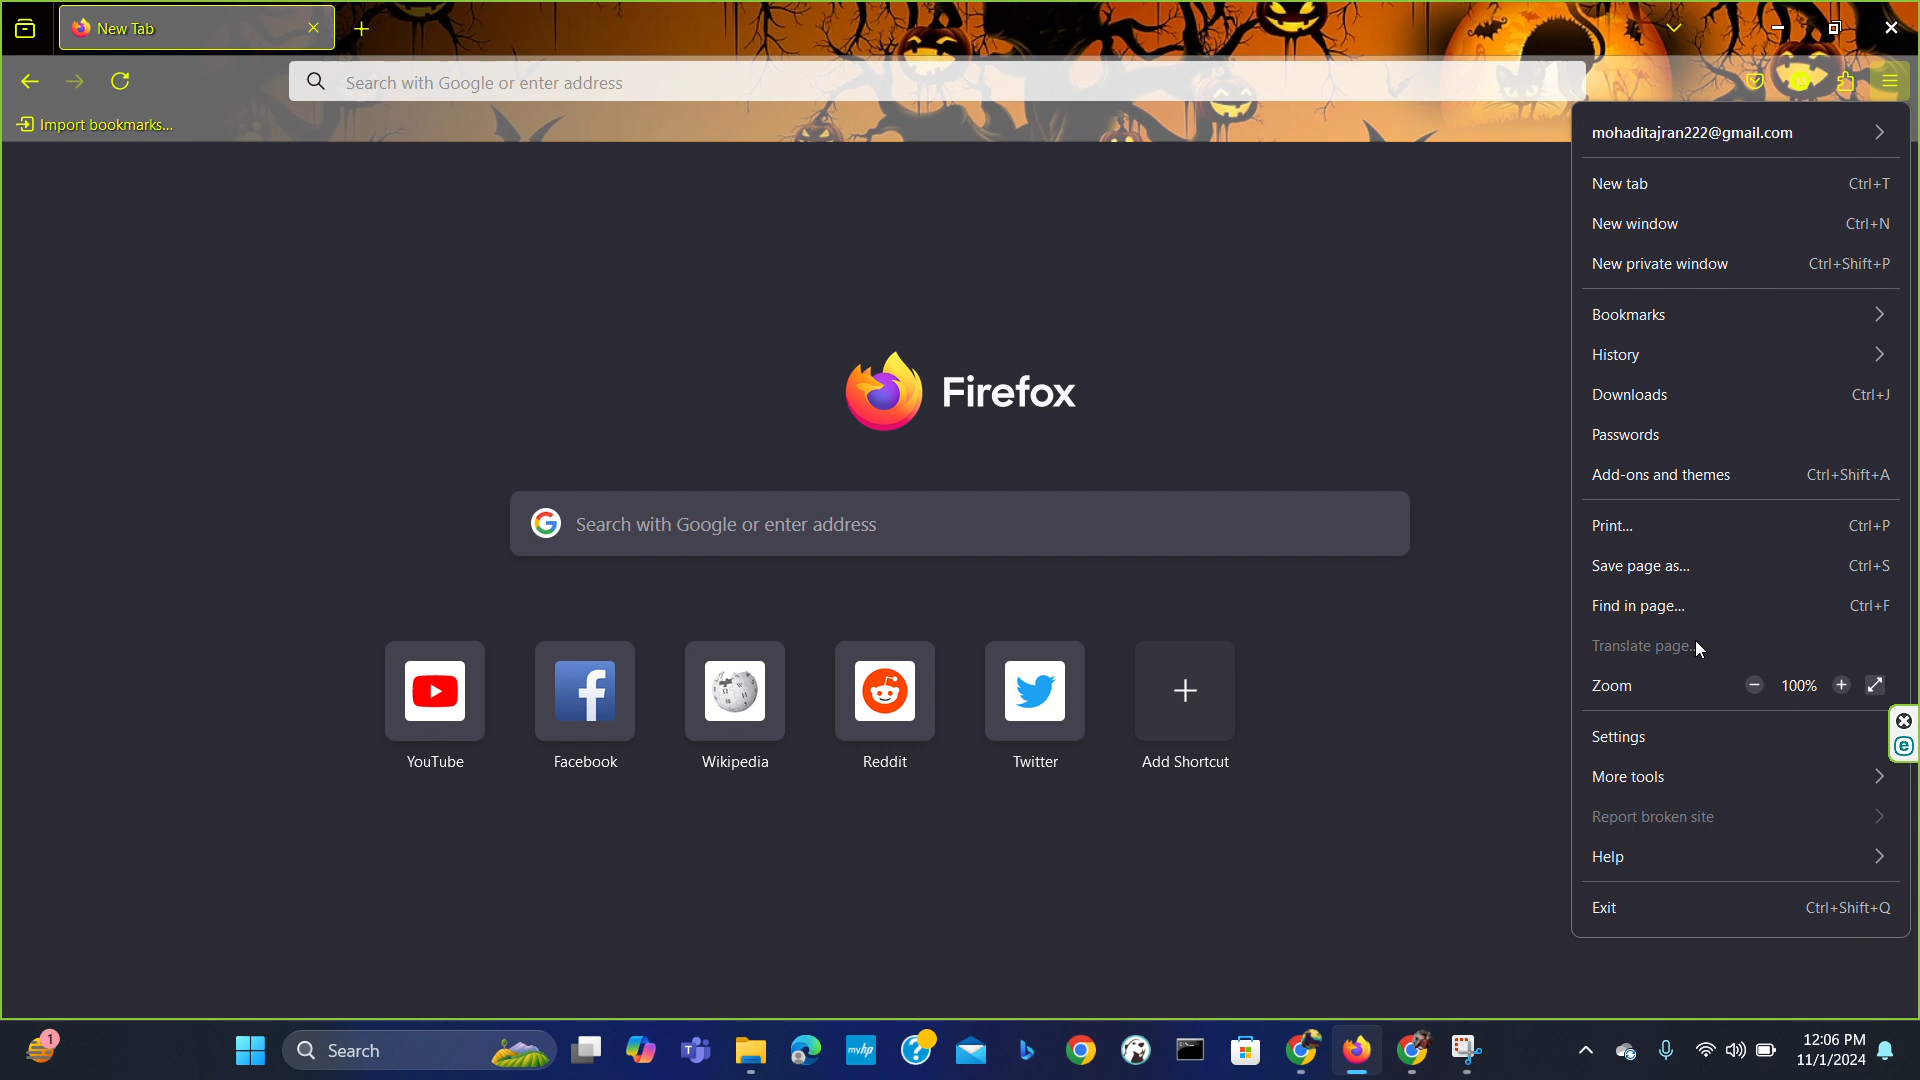 New Tab
Search with Google or enter address
Import bookmarks...
mohaditajran222@gmail.com
New tab Ctrl+T
New window Ctrl+N
New private window Ctrl+Shift+P
Bookmarks
History
Downloads Ctrl+J
Passwords
Add-ons and themes Ctrl+Shift+A
Print... Ctrl+P
Save page as... Ctrl+S
Find in page... Ctrl+F
Translate page...
Zoom 100%
Settings
More tools
Report broken site
Help
Exit Ctrl+Shift+Q
Firefox
Search with Google or enter address
YouTube Facebook Wikipedia Reddit Twitter Add Shortcut
1
Search
myhp
12:06 PM
11/1/2024